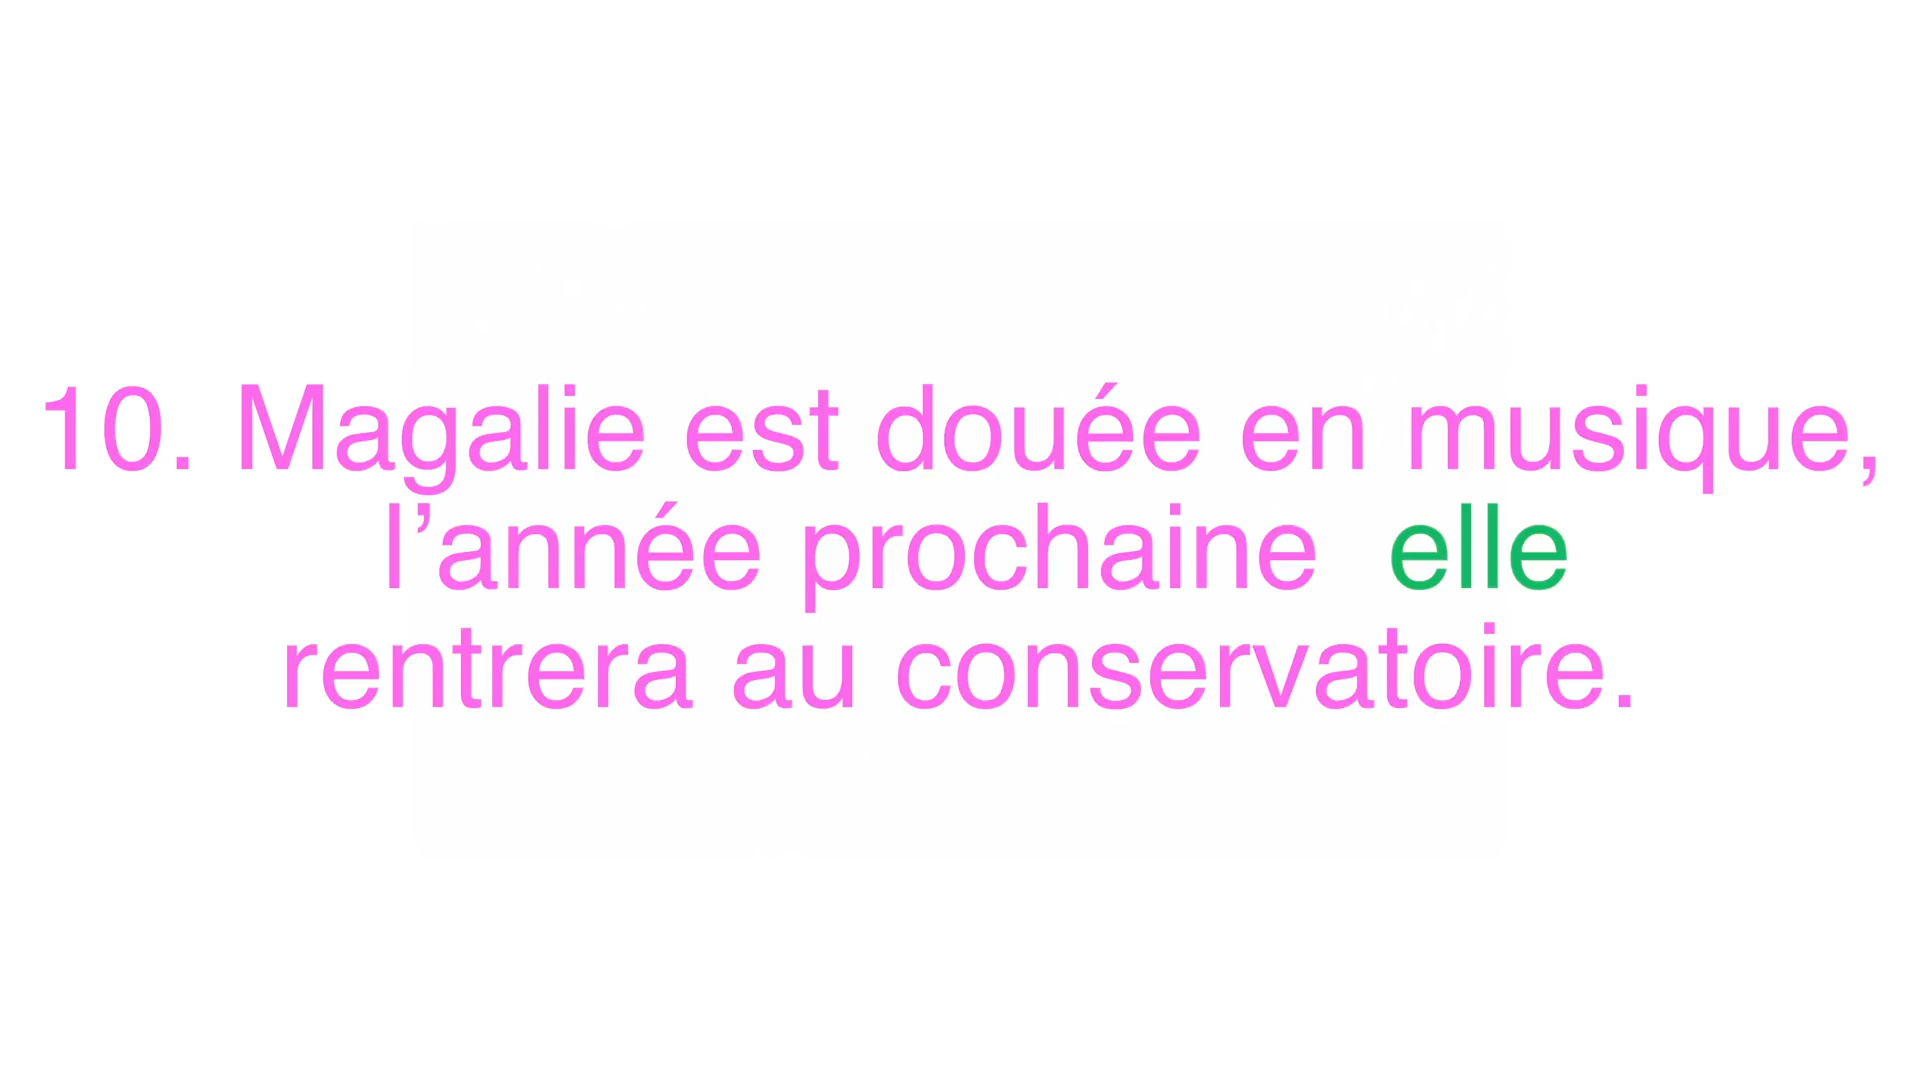 10. Magalie est douée en musique,
l’année prochaine elle
rentrera au conservatoire.